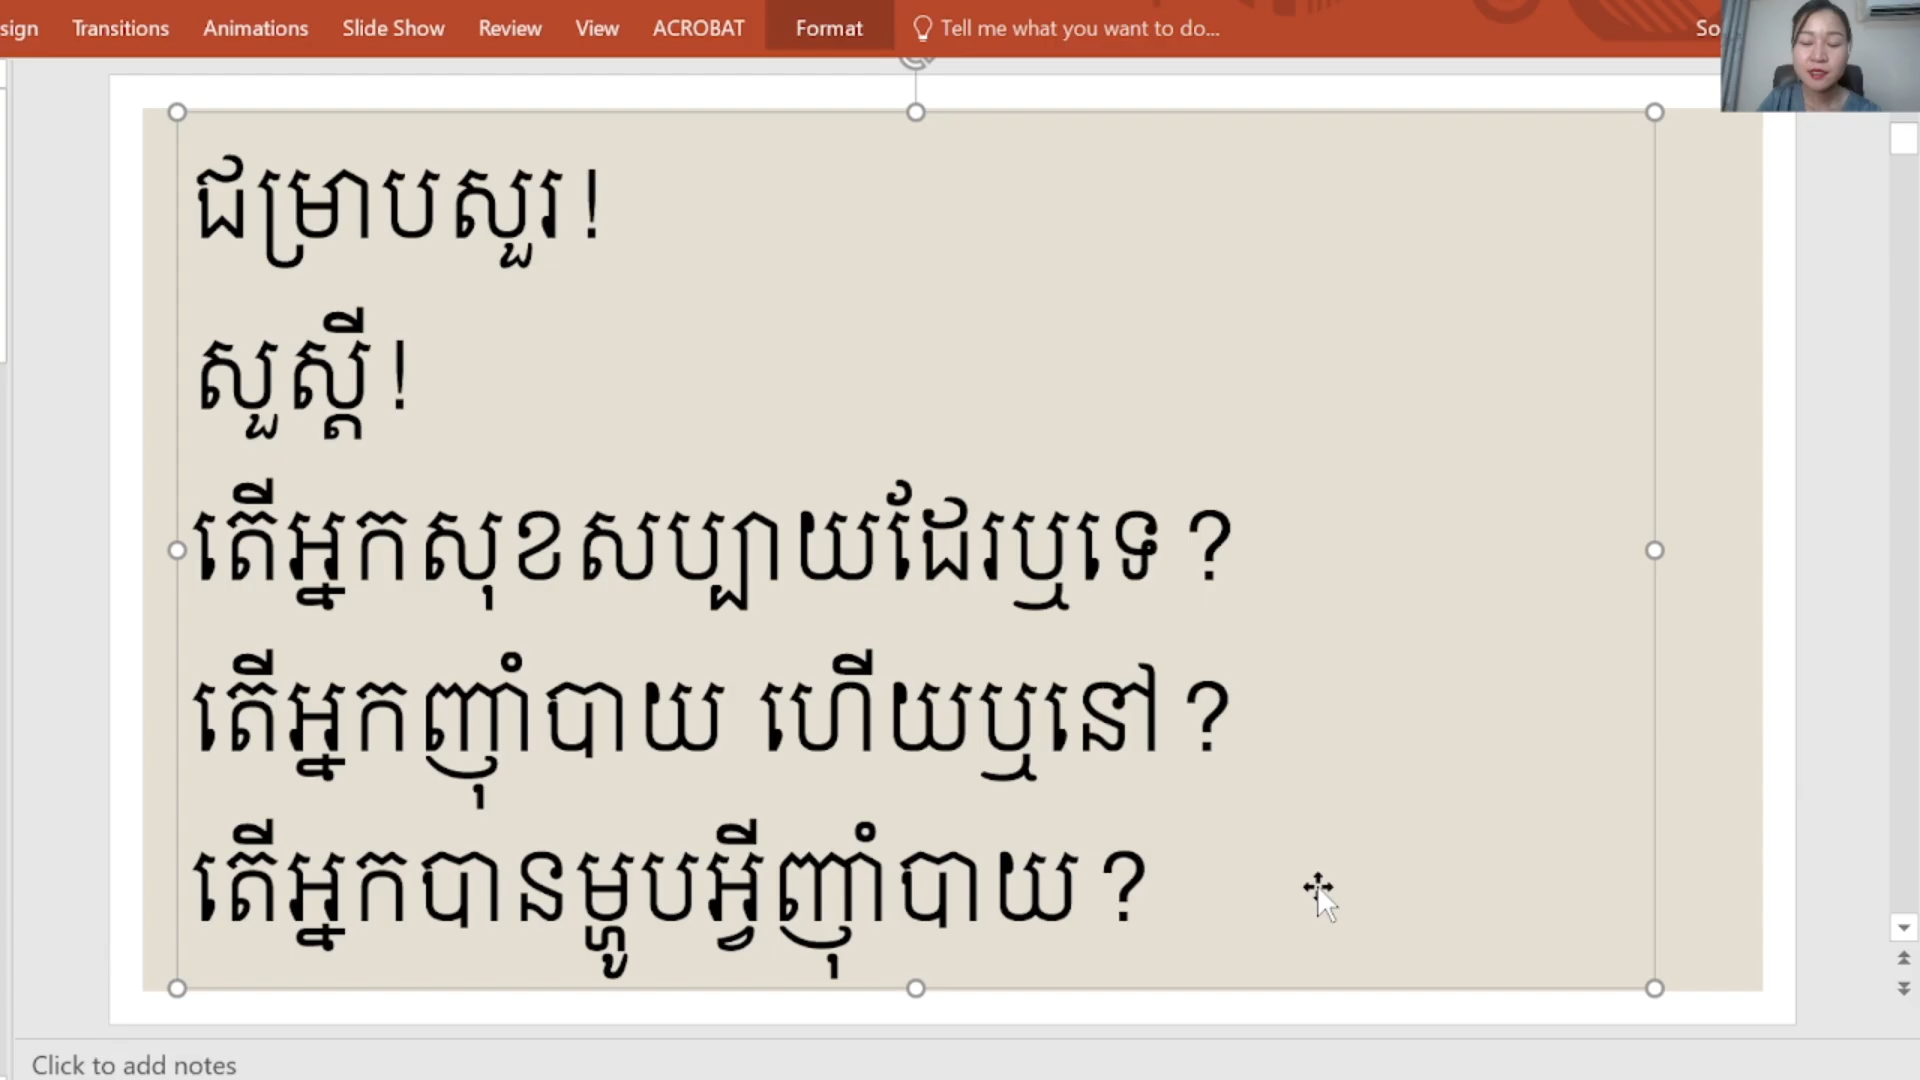 sign Transitions Animations Slide Show Review View ACROBAT Format Tell me what you want to do...
ជម្រាបសួរ!
សួស្ដី!
តើអ្នកសុខសប្បាយដែរឬទេ?
តើអ្នកញ៉ាំបាយ ហើយឬនៅ?
តើអ្នកបានម្ហូបអ្វីញ៉ាំបាយ?
Click to add notes